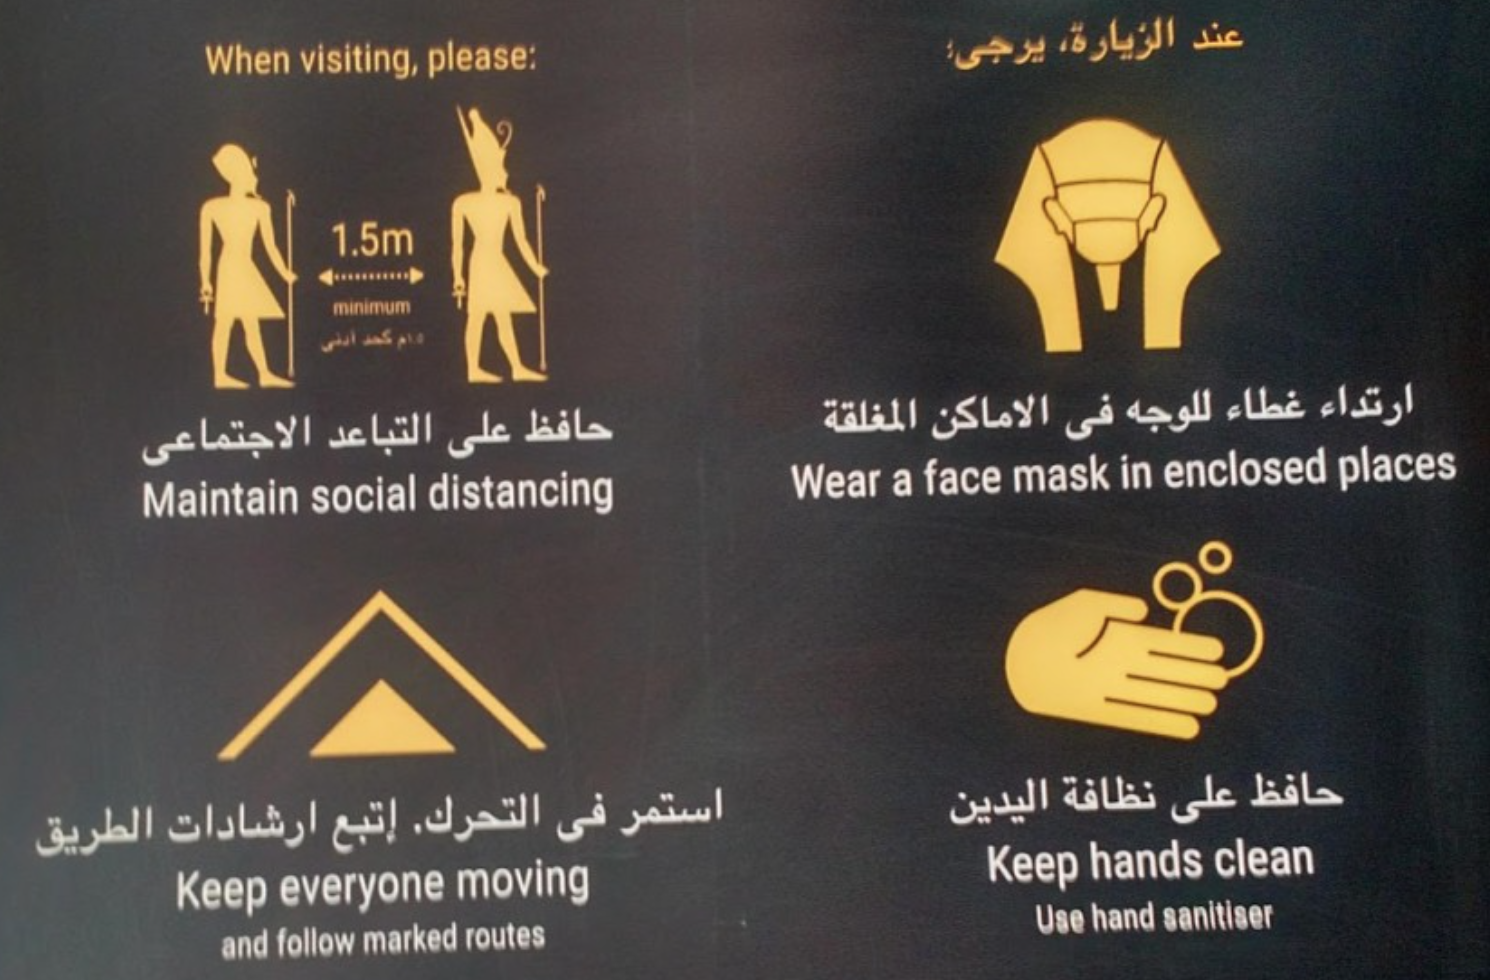 When visiting, please:
عند الزيارة، يرجى:
1.5m
minimum
١.٥م كحد أدنى
حافظ على التباعد الاجتماعى
Maintain social distancing
ارتداء غطاء للوجه فى الاماكن المغلقة
Wear a face mask in enclosed places
استمر فى التحرك. إتبع ارشادات الطريق
Keep everyone moving
and follow marked routes
حافظ على نظافة اليدين
Keep hands clean
Use hand sanitiser